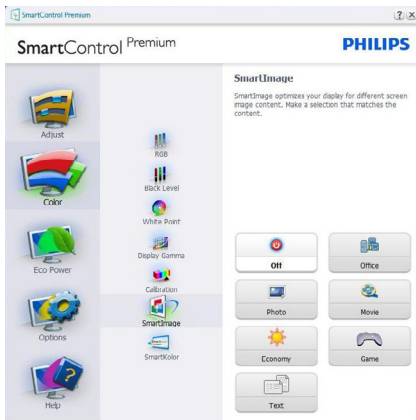 SmartControl Premium
SmartControl Premium
PHILIPS
Adjust
Color
Eco Power
Options
Help
RGB
Black Level
White Point
Display Gamma
Calibration
SmartImage
SmartKolor
SmartImage
SmartImage optimizes your display for different screen
image content. Make a selection that matches the
content.
Off
Office
Photo
Movie
Economy
Game
Text